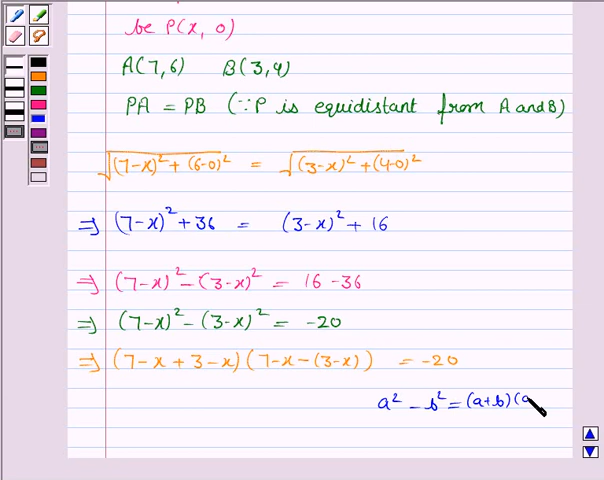 be P(x, 0)
A(7,6) B(3,4)
PA = PB (∵P is equidistant from A and B)
√(7-x)² + (6-0)² = √(3-x)² + (4-0)²
⇒ (7-x)² + 36 = (3-x)² + 16
⇒ (7-x)² - (3-x)² = 16 - 36
⇒ (7-x)² - (3-x)² = -20
⇒ (7-x + 3-x) (7-x - (3-x)) = -20
a² - b² = (a+b) (a